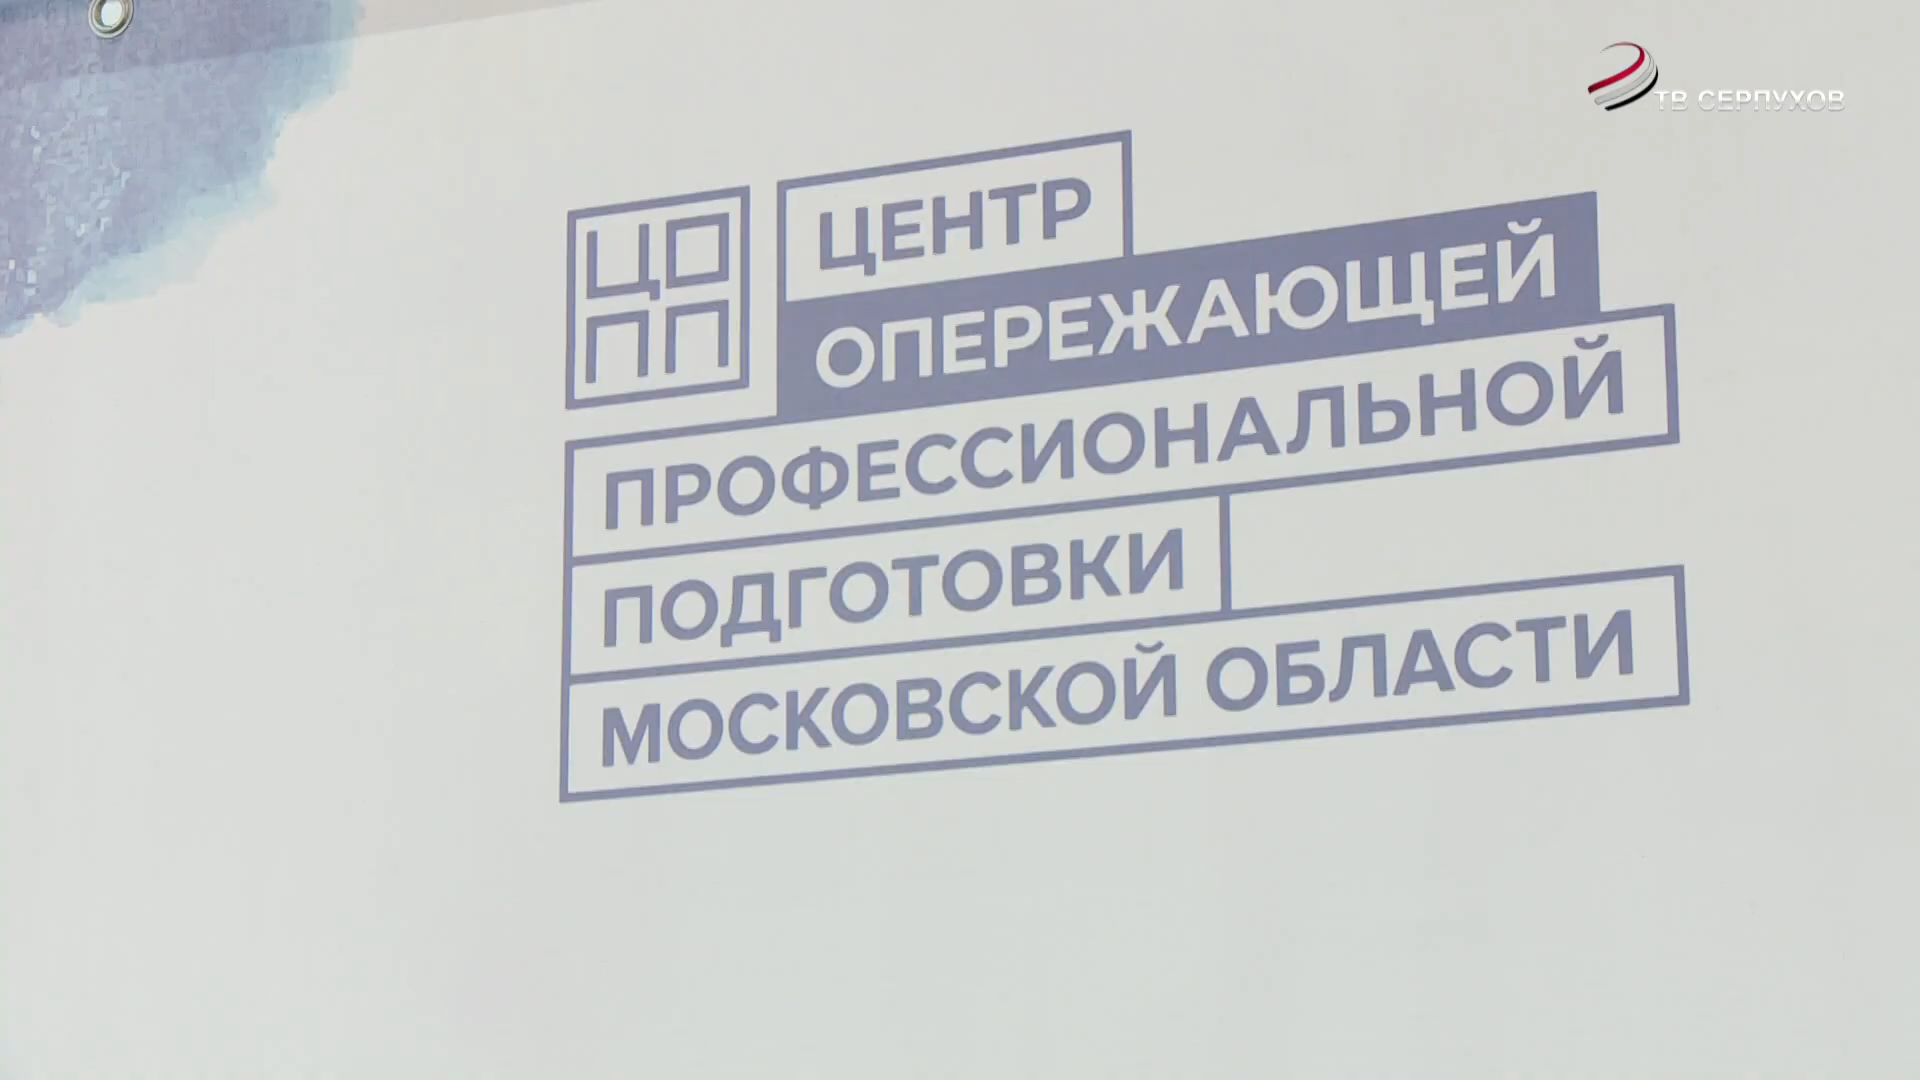 ТВ СЕРПУХОВ
ЦО
ПП
ЦЕНТР
ОПЕРЕЖАЮЩЕЙ
ПРОФЕССИОНАЛЬНОЙ
ПОДГОТОВКИ
МОСКОВСКОЙ ОБЛАСТИ